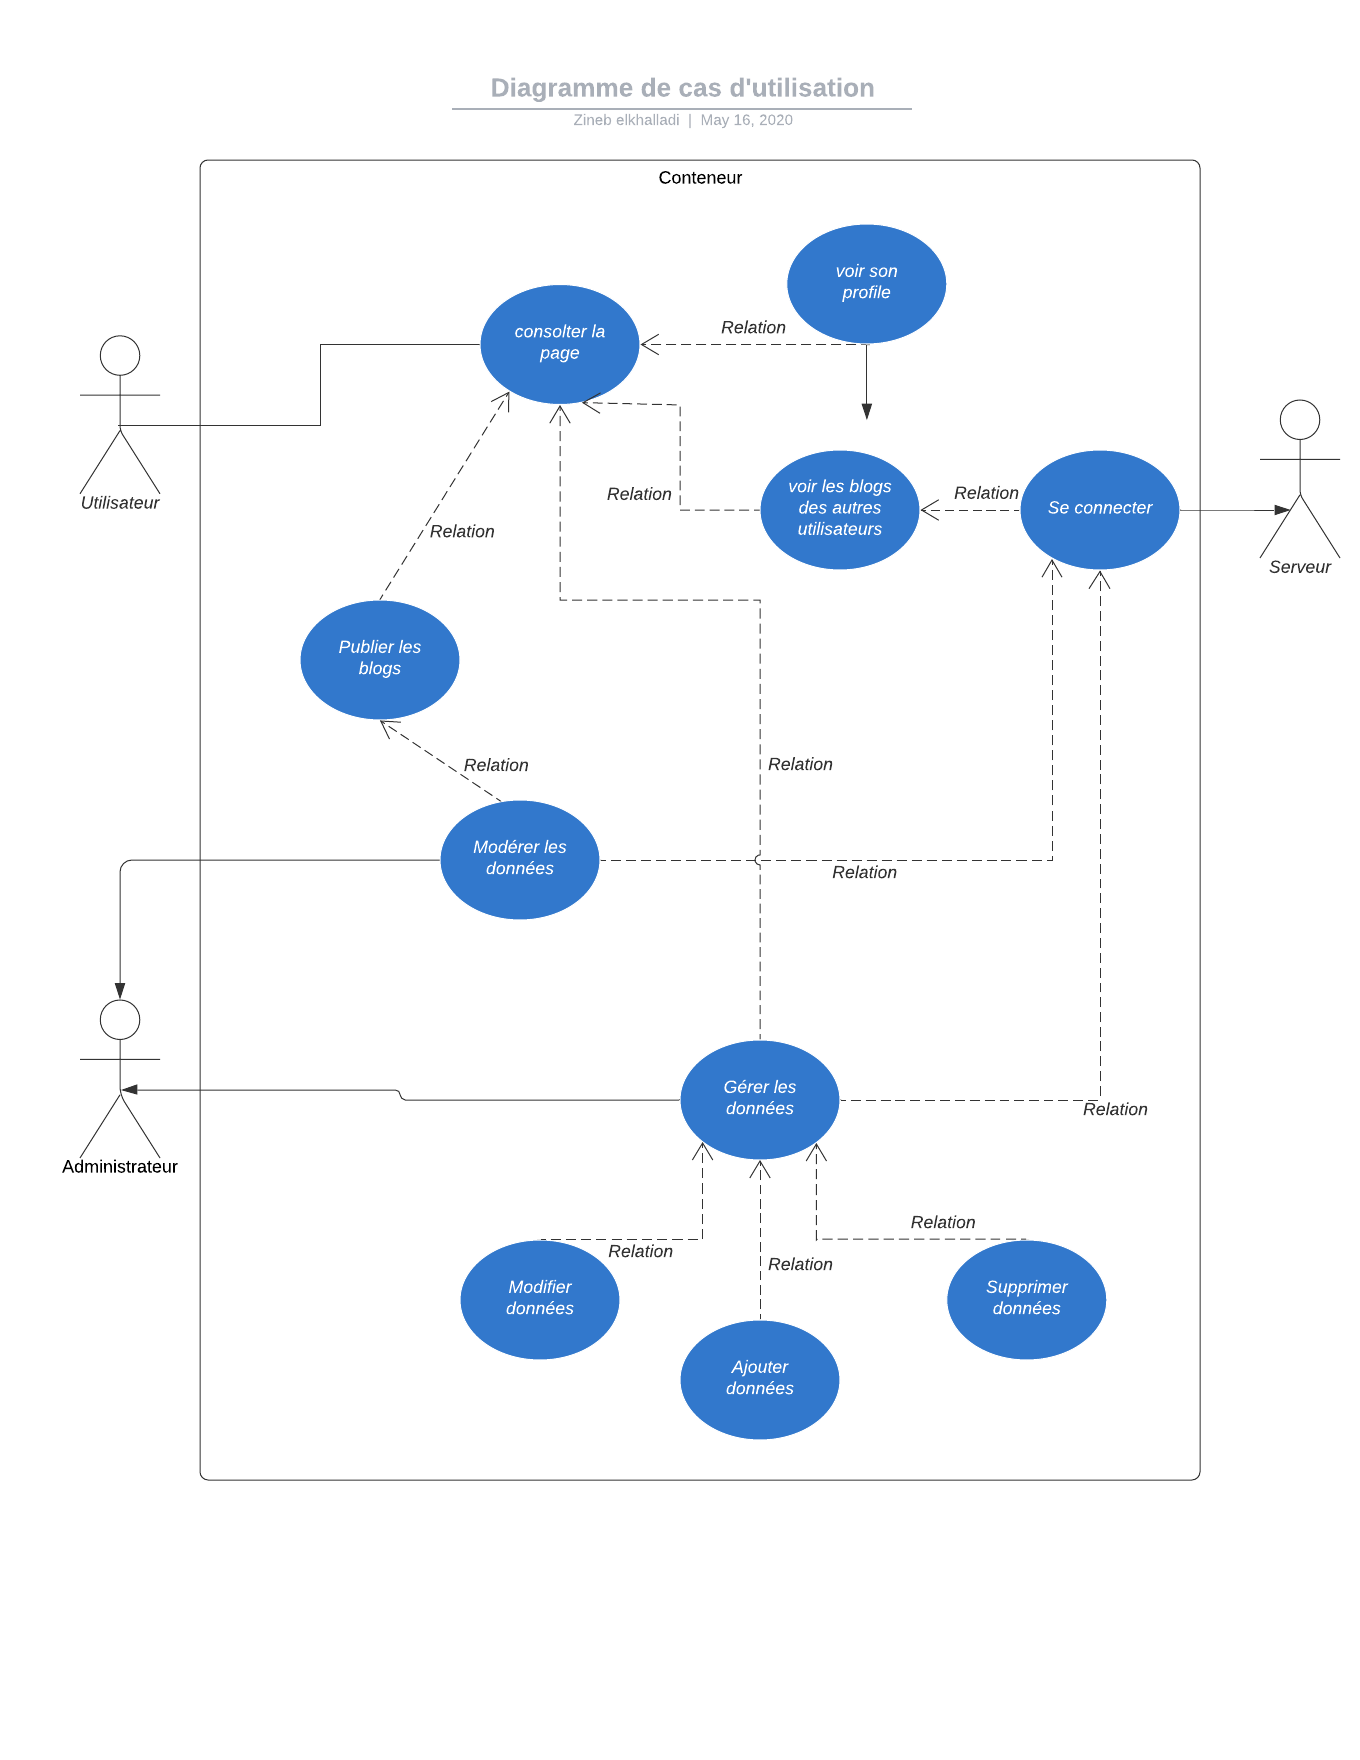 Diagramme de cas d'utilisation
Zineb elkhalladi | May 16, 2020
Conteneur
voir son
profile
consolter la
page
Relation
Utilisateur
voir les blogs
des autres
utilisateurs
Relation
Relation
Se connecter
Serveur
Relation
Publier les
blogs
Relation
Relation
Modérer les
données
Relation
Gérer les
données
Relation
Administrateur
Relation
Relation
Relation
Modifier
données
Supprimer
données
Ajouter
données